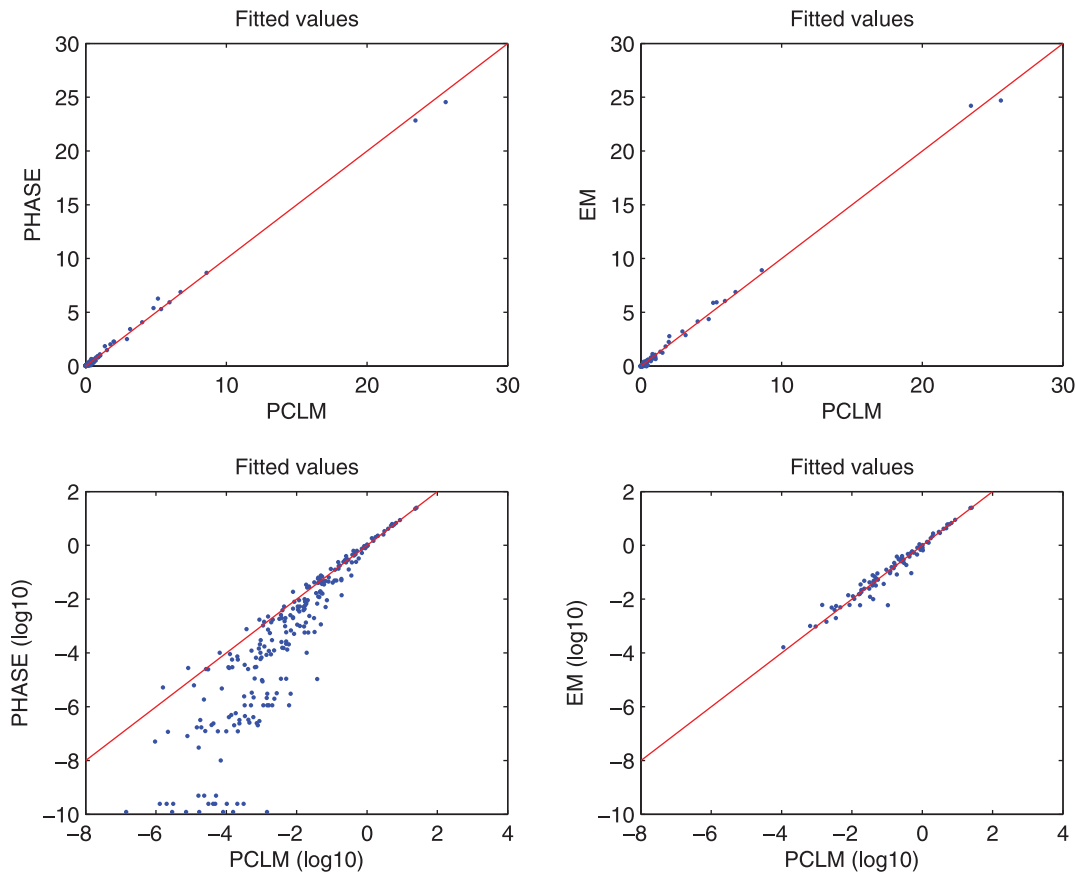 Fitted values
30
25
20
15
10
5
0
PHASE
0 10 20 30
PCLM
Fitted values
30
25
20
15
10
5
0
EM
0 10 20 30
PCLM
Fitted values
2
0
−2
−4
−6
−8
−10
PHASE (log10)
−8 −6 −4 −2 0 2 4
PCLM (log10)
Fitted values
2
0
−2
−4
−6
−8
−10
EM (log10)
−8 −6 −4 −2 0 2 4
PCLM (log10)